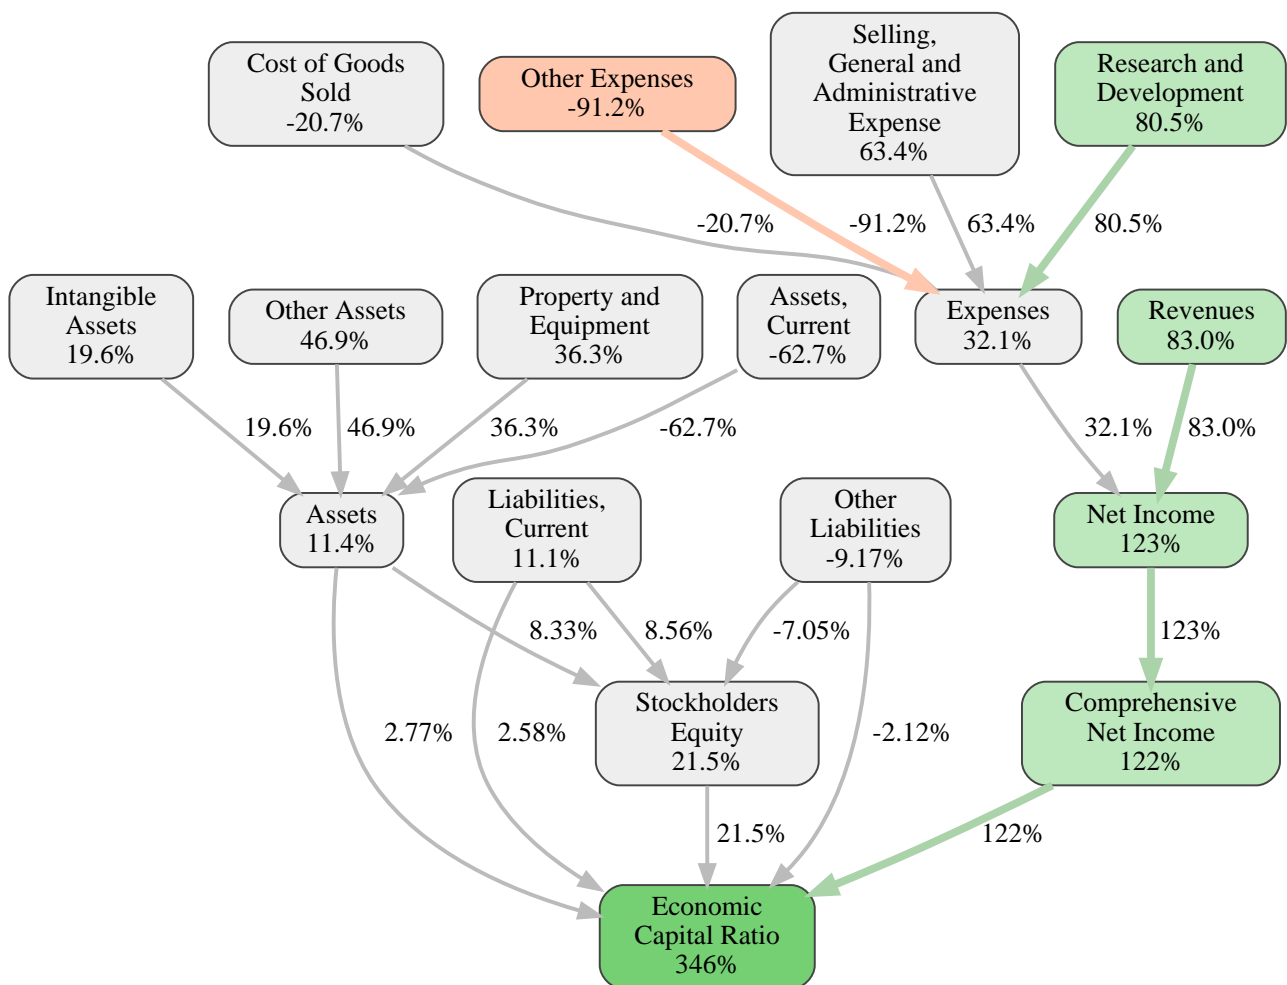 Cost of Goods
Sold
-20.7%
Other Expenses
-91.2%
Selling,
General and
Administrative
Expense
63.4%
Research and
Development
80.5%
-20.7%
-91.2%
63.4%
80.5%
Intangible
Assets
19.6%
Other Assets
46.9%
Property and
Equipment
36.3%
Assets,
Current
-62.7%
Expenses
32.1%
Revenues
83.0%
19.6%
46.9%
36.3%
-62.7%
32.1%
83.0%
Assets
11.4%
Liabilities,
Current
11.1%
Other
Liabilities
-9.17%
Net Income
123%
8.33%
8.56%
-7.05%
123%
Stockholders
Equity
21.5%
Comprehensive
Net Income
122%
2.77%
2.58%
-2.12%
21.5%
122%
Economic
Capital Ratio
346%